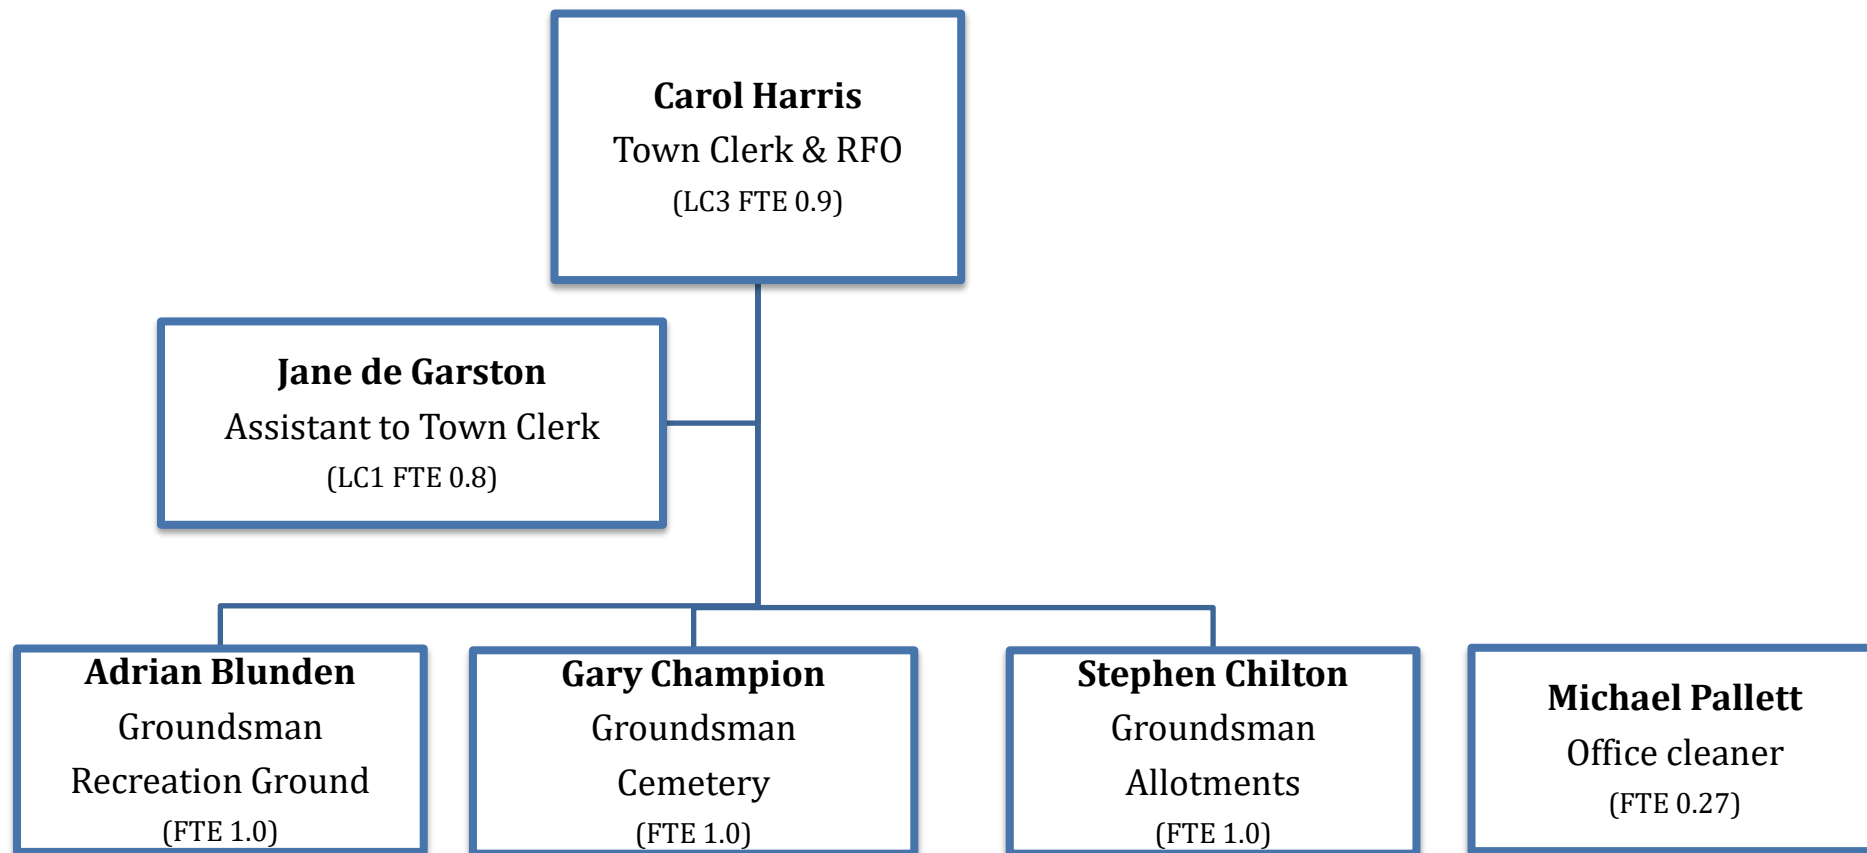 Carol Harris
Town Clerk & RFO
(LC3 FTE 0.9)
Jane de Garston
Assistant to Town Clerk
(LC1 FTE 0.8)
Adrian Blunden
Groundsman
Recreation Ground
(FTE 1.0)
Gary Champion
Groundsman
Cemetery
(FTE 1.0)
Stephen Chilton
Groundsman
Allotments
(FTE 1.0)
Michael Pallett
Office cleaner
(FTE 0.27)